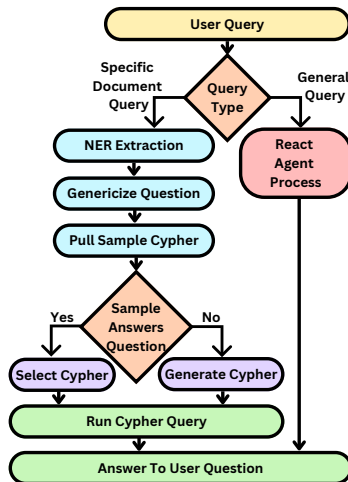 User Query
Specific
Document
Query
Query
Type
General
Query
NER Extraction
React
Agent
Process
Genericize Question
Pull Sample Cypher
Sample
Answers
Question
Yes
No
Select Cypher
Generate Cypher
Run Cypher Query
Answer To User Question